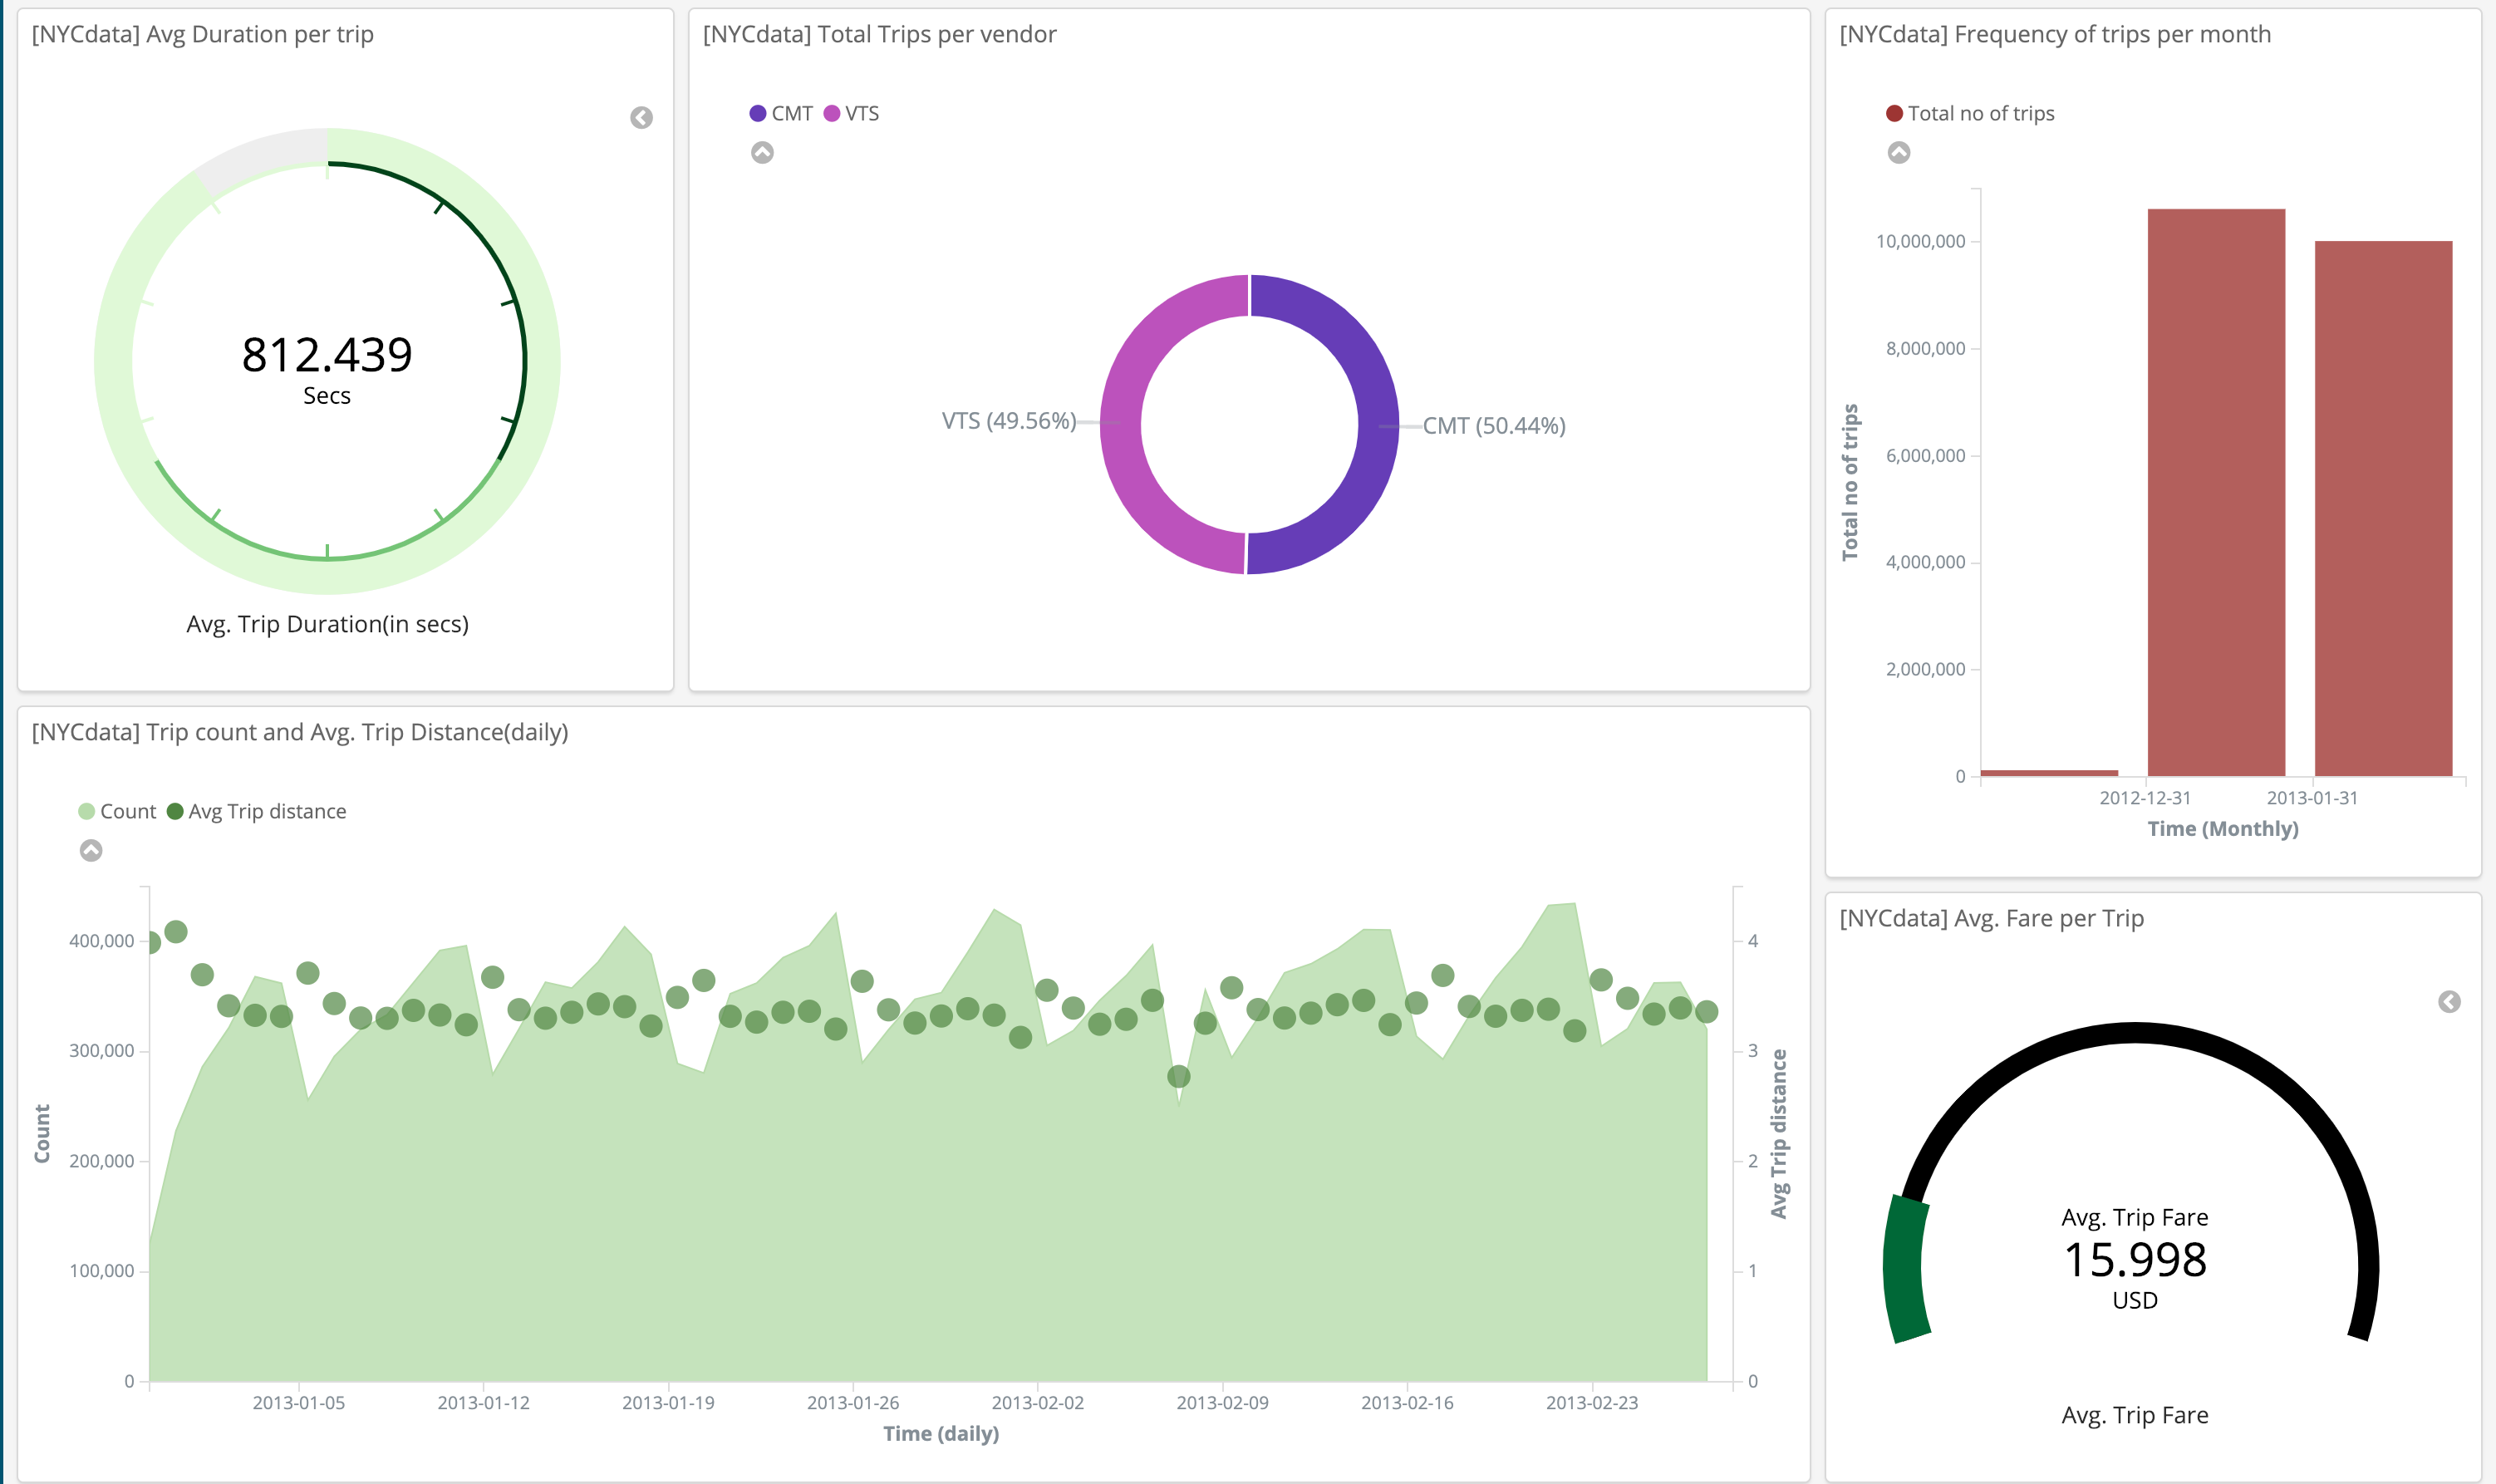 [NYCdata] Avg Duration per trip
812.439
Secs
Avg. Trip Duration(in secs)
[NYCdata] Total Trips per vendor
CMT VTS
VTS (49.56%)
CMT (50.44%)
[NYCdata] Frequency of trips per month
Total no of trips
Total no of trips
10,000,000
8,000,000
6,000,000
4,000,000
2,000,000
0
2012-12-31 2013-01-31
Time (Monthly)
[NYCdata] Trip count and Avg. Trip Distance(daily)
Count Avg Trip distance
Count
400,000
300,000
200,000
100,000
0
4
3
2
1
0
Avg Trip distance
2013-01-05 2013-01-12 2013-01-19 2013-01-26 2013-02-02 2013-02-09 2013-02-16 2013-02-23
Time (daily)
[NYCdata] Avg. Fare per Trip
Avg. Trip Fare
15.998
USD
Avg. Trip Fare